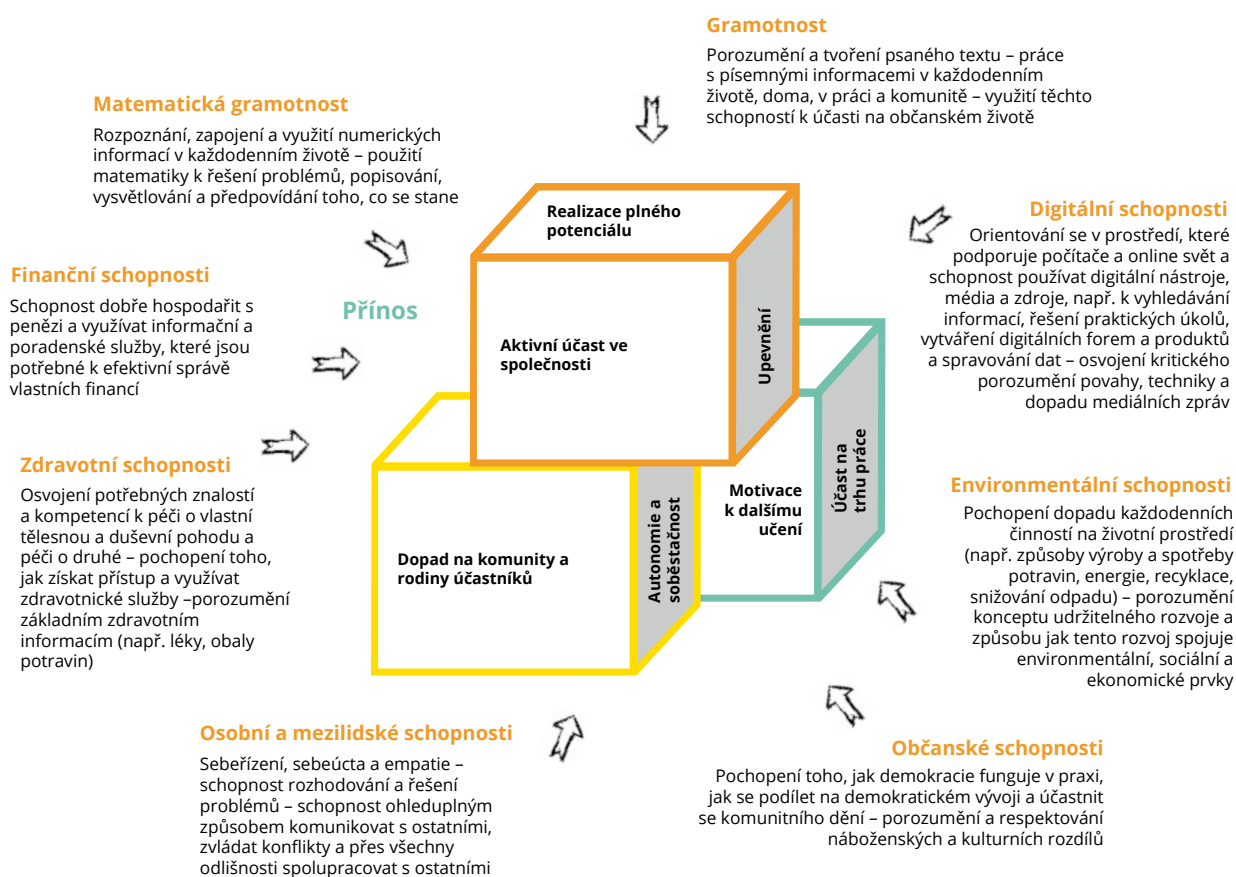 Gramotnost
Porozumění a tvoření psaného textu – práce
s písemnými informacemi v každodenním
životě, doma, v práci a komunitě – využití těchto
schopností k účasti na občanském životě
Matematická gramotnost
Rozpoznání, zapojení a využití numerických
informací v každodenním životě – použití
matematiky k řešení problémů, popisování,
vysvětlování a předpovídání toho, co se stane
Digitální schopnosti
Orientování se v prostředí, které
podporuje počítače a online svět a
schopnost používat digitální nástroje,
média a zdroje, např. k vyhledávání
informací, řešení praktických úkolů,
vytváření digitálních forem a produktů
a spravování dat – osvojení kritického
porozumění povahy, techniky a
dopadu mediálních zpráv
Finanční schopnosti
Schopnost dobře hospodařit s
penězi a využívat informační a
poradenské služby, které jsou
potřebné k efektivní správě
vlastních financí
Přínos
Realizace plného
potenciálu
Aktivní účast ve
společnosti
Upevnění
Dopad na komunity a
rodiny účastníků
Autonomie a
soběstačnost
Motivace
k dalšímu
učení
Účast na
trhu práce
Zdravotní schopnosti
Osvojení potřebných znalostí
a kompetencí k péči o vlastní
tělesnou a duševní pohodu a
péči o druhé – pochopení toho,
jak získat přístup a využívat
zdravotnické služby –porozumění
základním zdravotním
informacím (např. léky, obaly
potravin)
Environmentální schopnosti
Pochopení dopadu každodenních
činností na životní prostředí
(např. způsoby výroby a spotřeby
potravin, energie, recyklace,
snižování odpadu) – porozumění
konceptu udržitelného rozvoje a
způsobu jak tento rozvoj spojuje
environmentální, sociální a
ekonomické prvky
Osobní a mezilidské schopnosti
Sebeřízení, sebeúcta a empatie –
schopnost rozhodování a řešení
problémů – schopnost ohleduplným
způsobem komunikovat s ostatními,
zvládat konflikty a přes všechny
odlišnosti spolupracovat s ostatními
Občanské schopnosti
Pochopení toho, jak demokracie funguje v praxi,
jak se podílet na demokratickém vývoji a účastnit
se komunitního dění – porozumění a respektování
náboženských a kulturních rozdílů